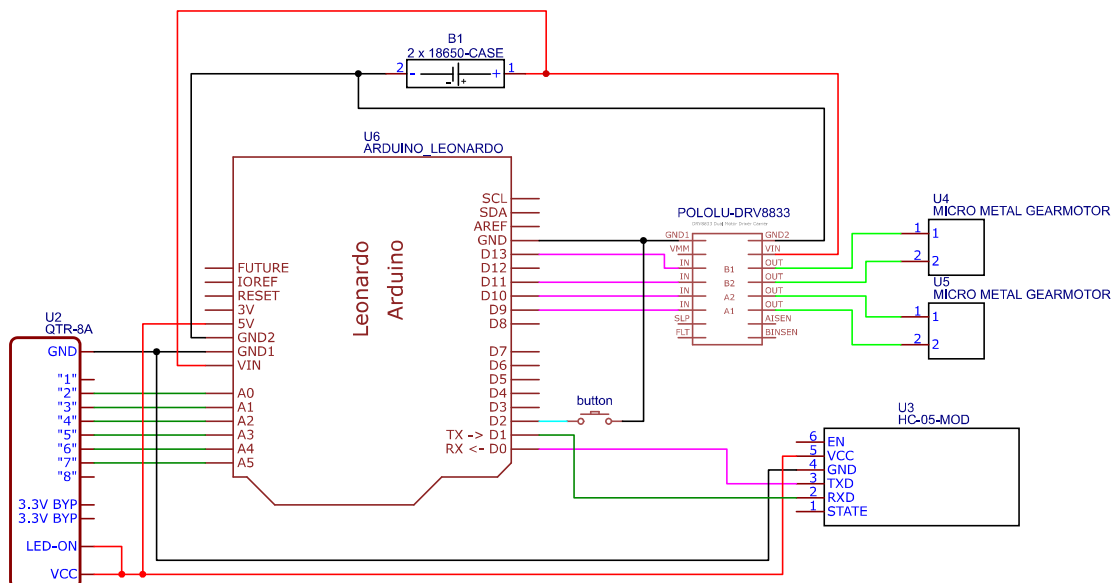 B1
2 x 18650-CASE
2
-
+
1
-
+
U6
ARDUINO_LEONARDO
Leonardo
Arduino
SCL
SDA
AREF
GND
D13
D12
D11
D10
D9
D8
D7
D6
D5
D4
D3
D2
TX -> D1
RX <- D0
FUTURE
IOREF
RESET
3V
5V
GND2
GND1
VIN
A0
A1
A2
A3
A4
A5
U2
QTR-8A
GND
"1"
"2"
"3"
"4"
"5"
"6"
"7"
"8"
3.3V BYP
3.3V BYP
LED-ON
VCC
button
POLOLU-DRV8833
DRV8833 Dual Motor Driver Carrier
GND1
VMM
IN
IN
IN
IN
SLP
FLT
B1
B2
A2
A1
GND2
VIN
OUT
OUT
OUT
OUT
AISEN
BINSEN
U4
MICRO METAL GEARMOTOR
1 1
2 2
U5
MICRO METAL GEARMOTOR
1 1
2 2
U3
HC-05-MOD
6 EN
5 VCC
4 GND
3 TXD
2 RXD
1 STATE